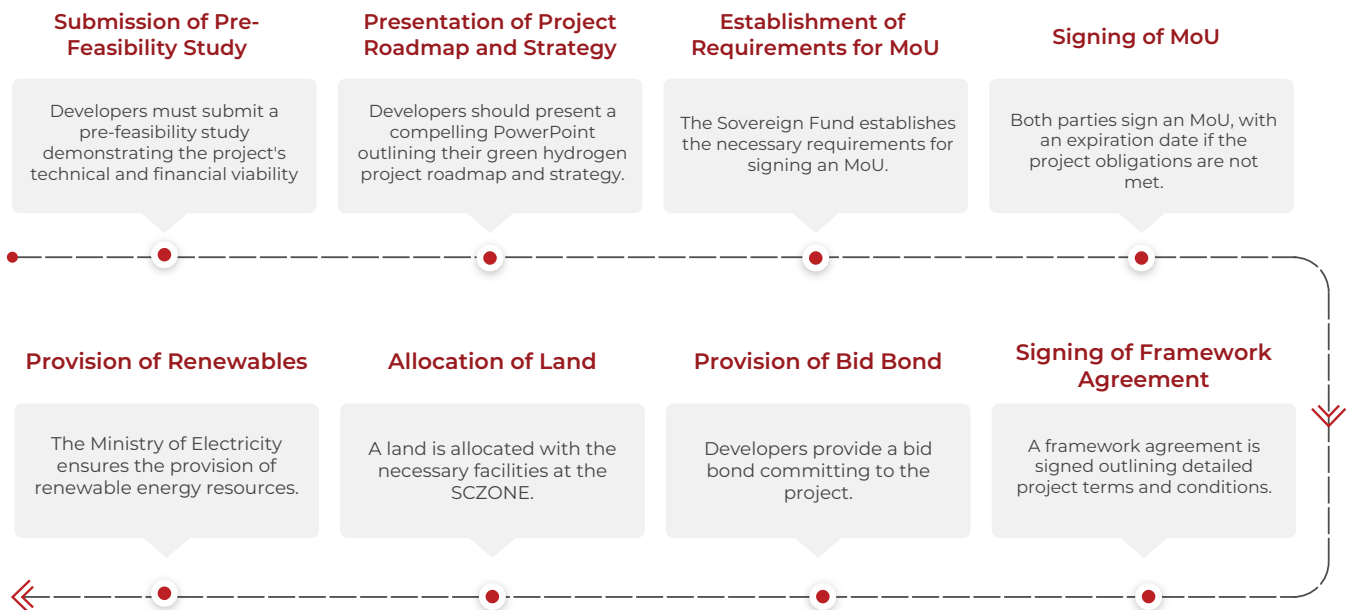 Submission of Pre-
Feasibility Study
Developers must submit a
pre-feasibility study
demonstrating the project's
technical and financial viability
Presentation of Project
Roadmap and Strategy
Developers should present a
compelling PowerPoint
outlining their green hydrogen
project roadmap and strategy.
Establishment of
Requirements for MoU
The Sovereign Fund establishes
the necessary requirements for
signing an MoU.
Signing of MoU
Both parties sign an MoU, with
an expiration date if the
project obligations are not
met.
Signing of Framework
Agreement
A framework agreement is
signed outlining detailed
project terms and conditions.
Provision of Bid Bond
Developers provide a bid
bond committing to the
project.
Allocation of Land
A land is allocated with the
necessary facilities at the
SCZONE.
Provision of Renewables
The Ministry of Electricity
ensures the provision of
renewable energy resources.